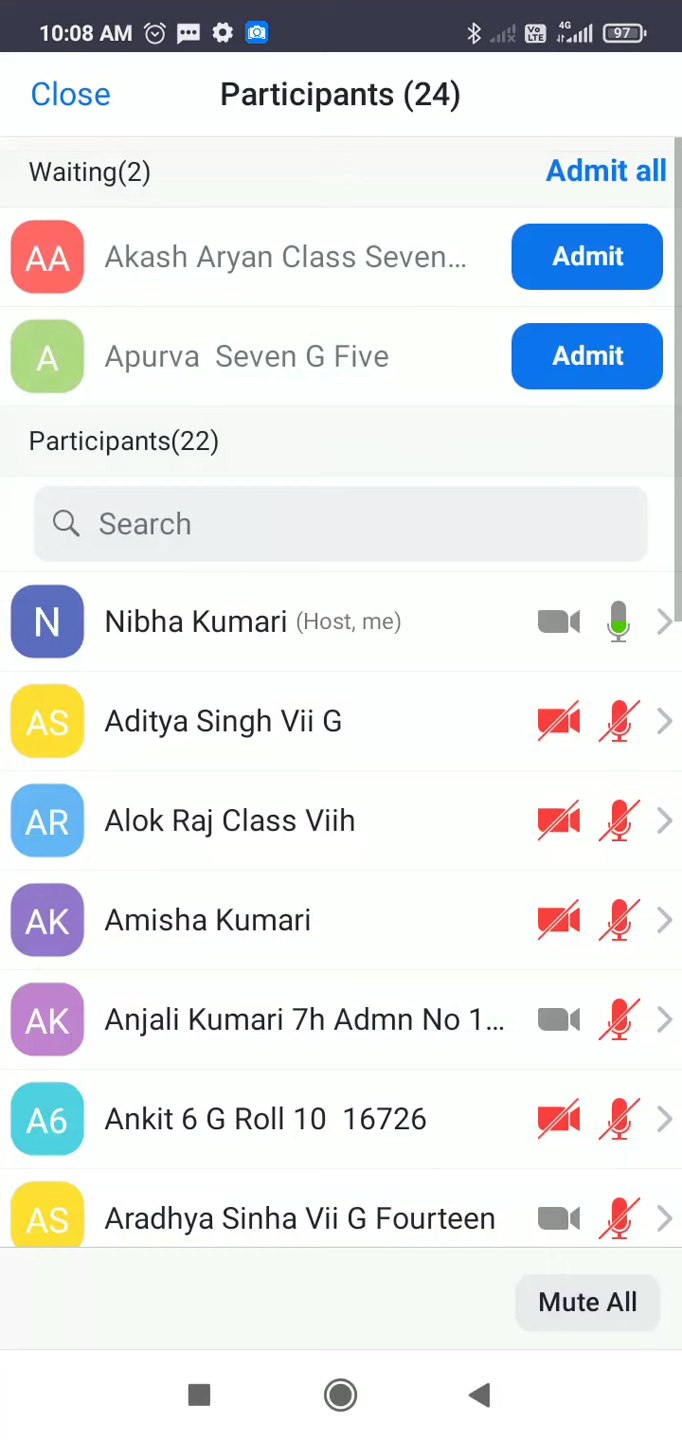 10:08 AM Vo LTE 4G 97
Close Participants (24)
Waiting(2) Admit all
AA Akash Aryan Class Seven... Admit
A Apurva  Seven G Five Admit
Participants(22)
Search
N Nibha Kumari (Host, me)
AS Aditya Singh Vii G
AR Alok Raj Class Viih
AK Amisha Kumari
AK Anjali Kumari 7h Admn No 1...
A6 Ankit 6 G Roll 10  16726
AS Aradhya Sinha Vii G Fourteen
Mute All